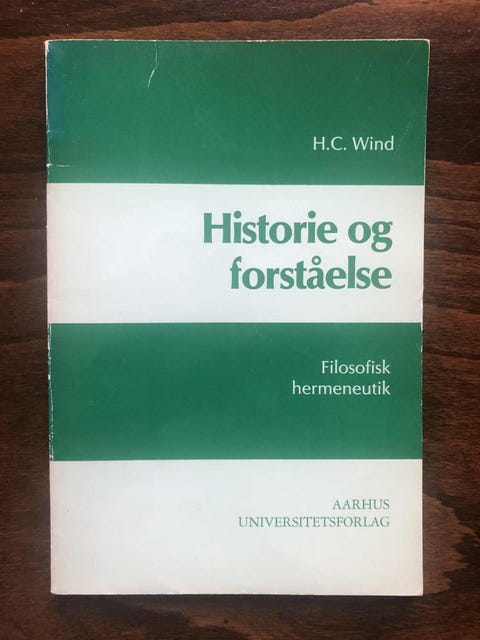 H.C. Wind
Historie og
forståelse
Filosofisk
hermeneutik
AARHUS
UNIVERSITETSFORLAG